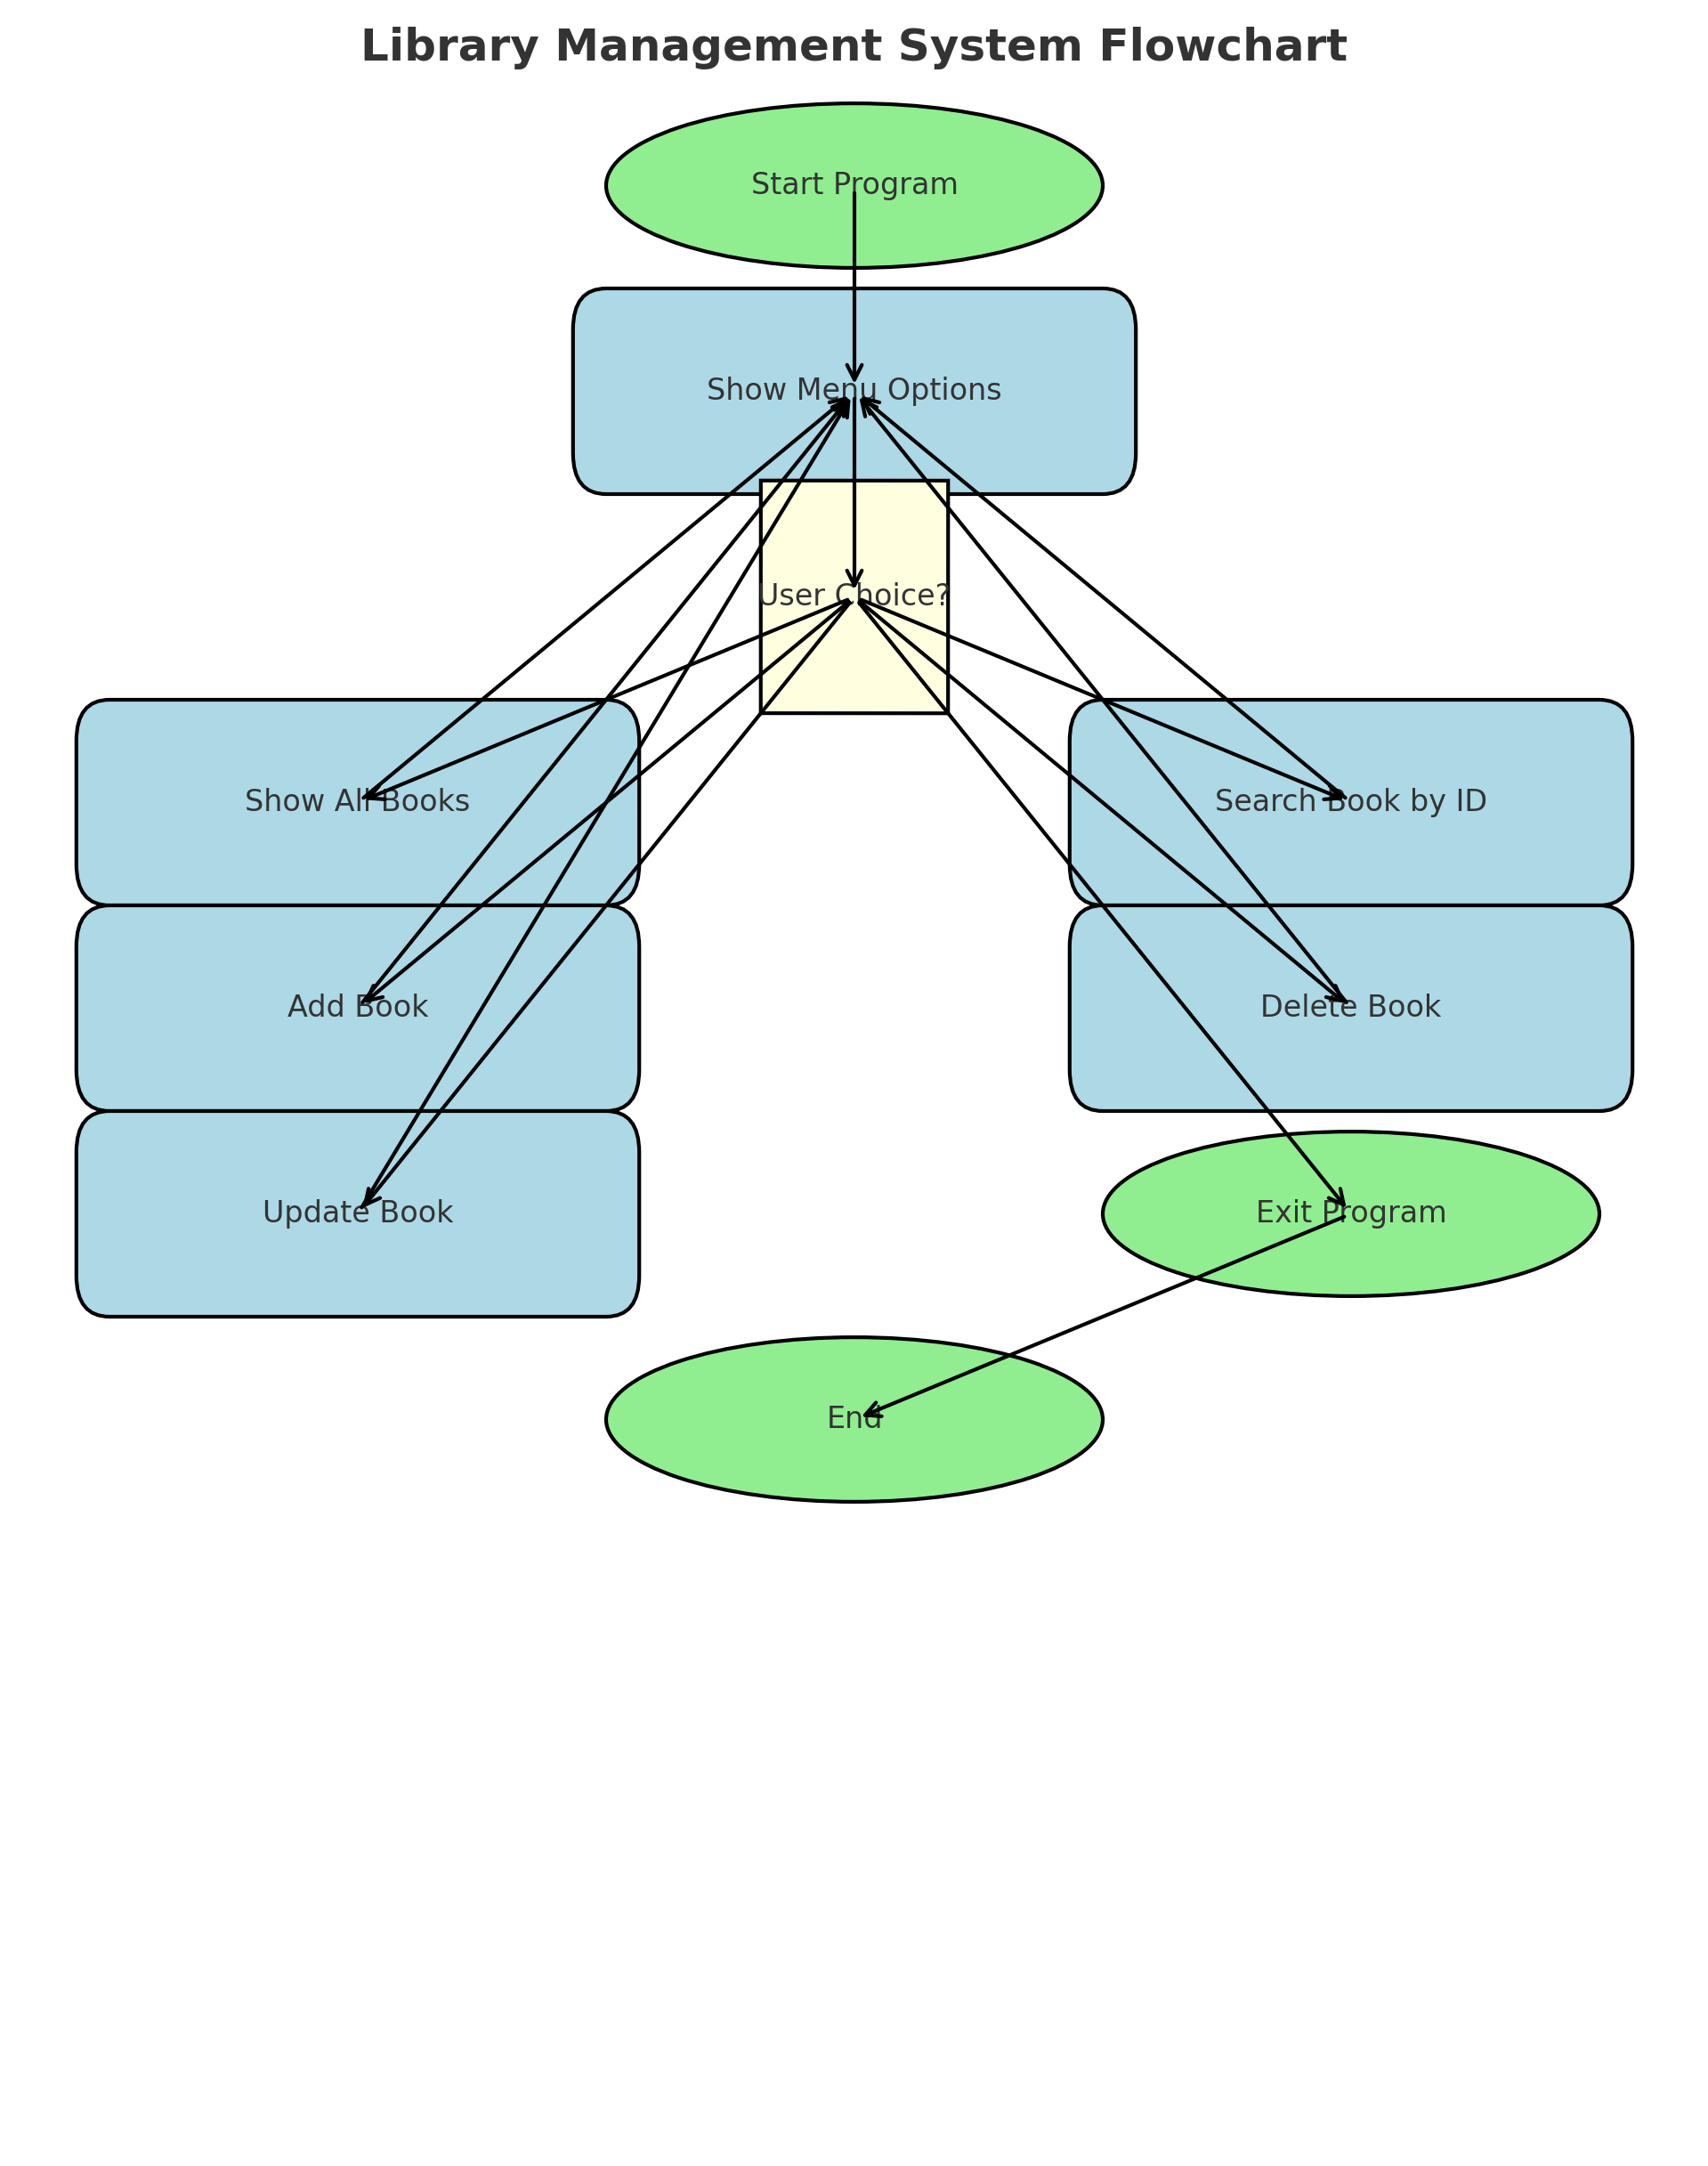 Library Management System Flowchart
Start Program
Show Menu Options
User Choice?
Show All Books
Search Book by ID
Add Book
Delete Book
Update Book
Exit Program
End